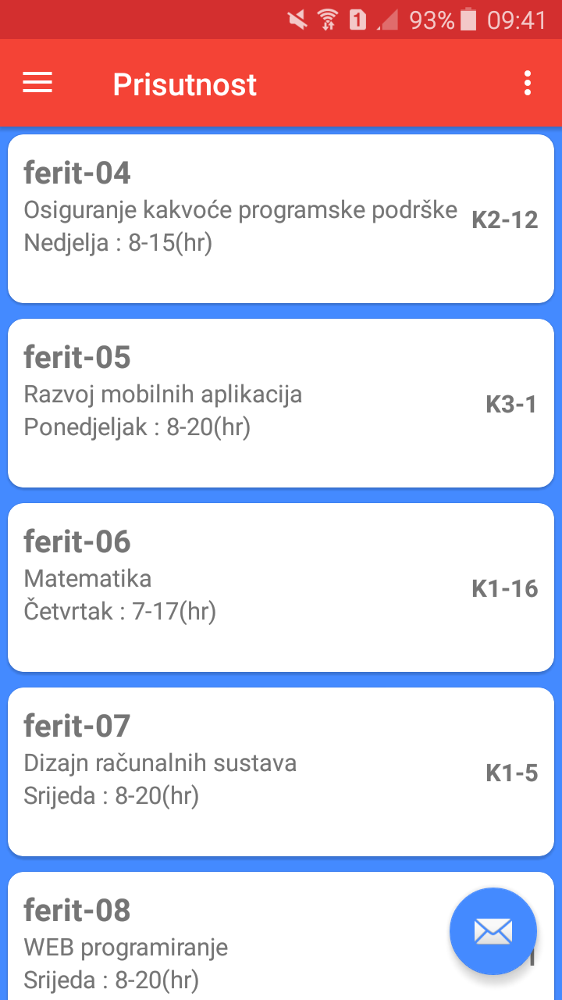 93% 09:41
Prisutnost
ferit-04
Osiguranje kakvoće programske podrške
K2-12
Nedjelja : 8-15(hr)
ferit-05
Razvoj mobilnih aplikacija
K3-1
Ponedjeljak : 8-20(hr)
ferit-06
Matematika
K1-16
Četvrtak : 7-17(hr)
ferit-07
Dizajn računalnih sustava
K1-5
Srijeda : 8-20(hr)
ferit-08
WEB programiranje
Srijeda : 8-20(hr)